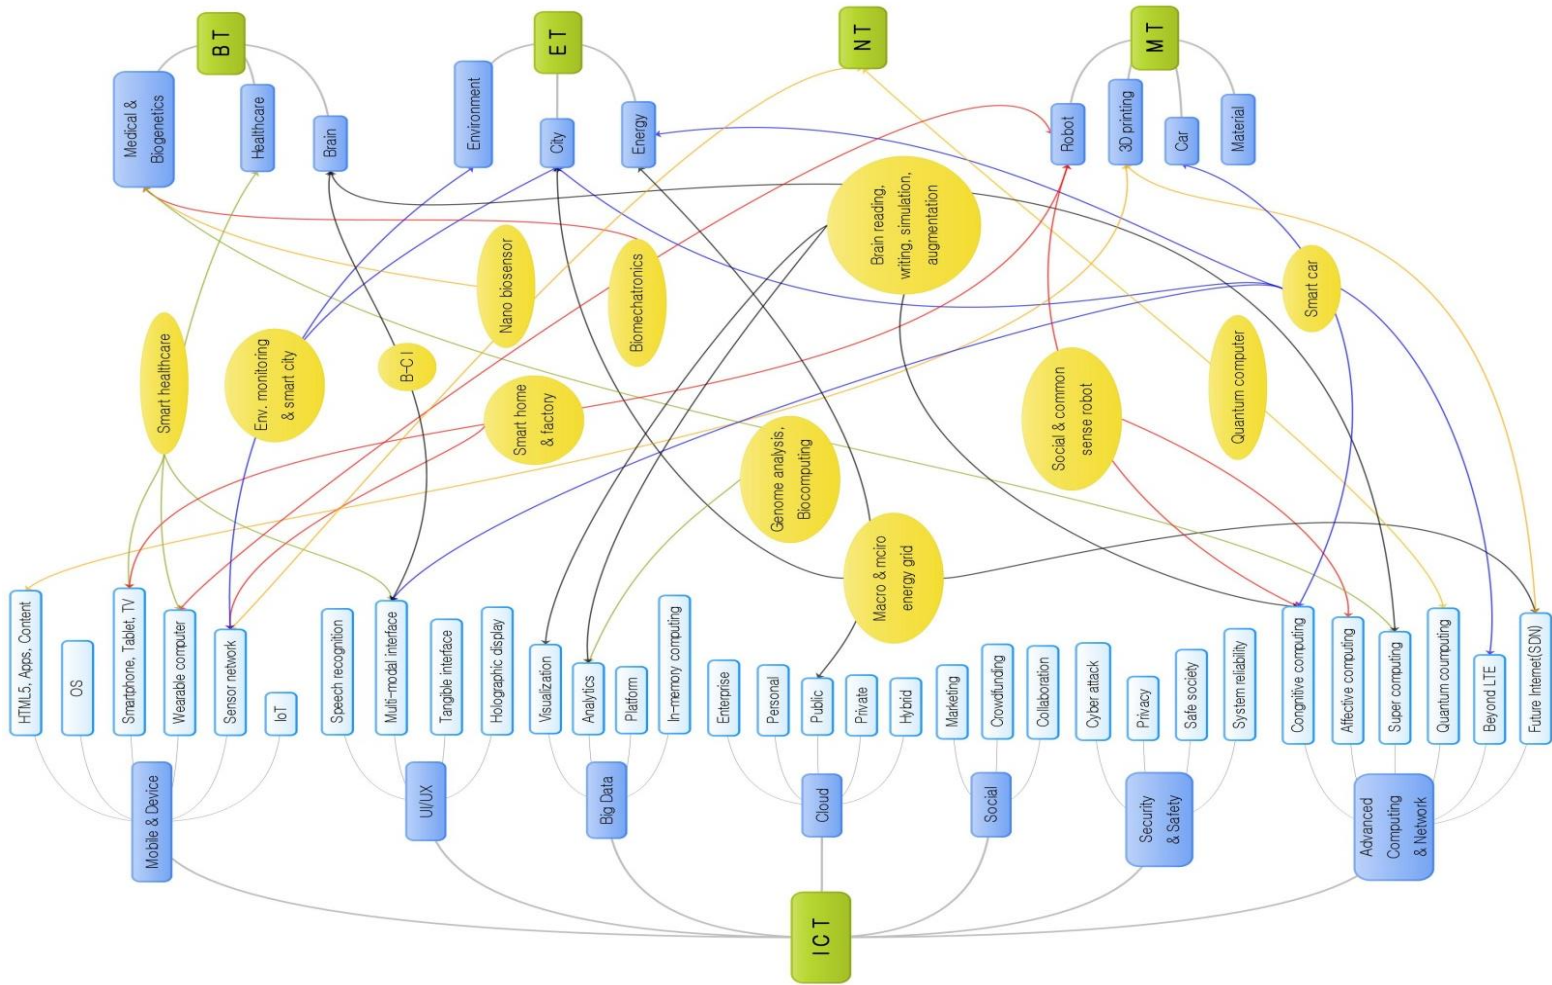 BT
ET
NT
MT
Medical &
Biogenetics
Healthcare
Brain
Environment
City
Energy
Robot
3D printing
Car
Material
Smart healthcare
Env. monitoring
& smart city
B-C I
Nano biosensor
Smart home
& factory
Biomechatronics
Genome analysis,
Biocomputing
Brain reading,
writing, simulation,
augmentation
Macro & mciro
energy grid
Social & common
sense robot
Quantum computer
Smart car
HTML5, Apps, Content
OS
Smartphone, Tablet, TV
Wearable computer
Sensor network
IoT
Speech recognition
Multi-modal interface
Tangible interface
Holographic display
Visualization
Analytics
Platform
In-memory computing
Enterprise
Personal
Public
Private
Hybrid
Marketing
Crowdfunding
Collaboration
Cyber attack
Privacy
Safe society
System reliability
Congnitive computing
Affective computing
Super computing
Quantum coumputing
Beyond LTE
Future Internet(SDN)
Mobile & Device
UI/UX
Big Data
Cloud
Social
Security
& Safety
Advanced
Computing
& Network
ICT